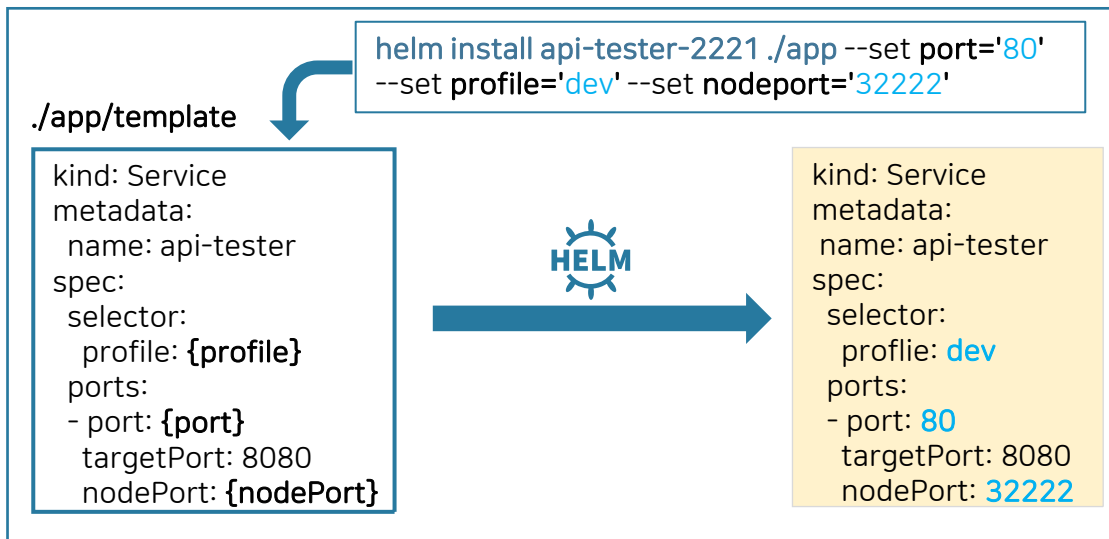 helm install api-tester-2221 ./app --set port='80'
--set profile='dev' --set nodeport='32222'
./app/template
kind: Service
metadata:
name: api-tester
spec:
selector:
profile: {profile}
ports:
- port: {port}
targetPort: 8080
nodePort: {nodePort}
HELM
kind: Service
metadata:
name: api-tester
spec:
selector:
proflie: dev
ports:
- port: 80
targetPort: 8080
nodePort: 32222